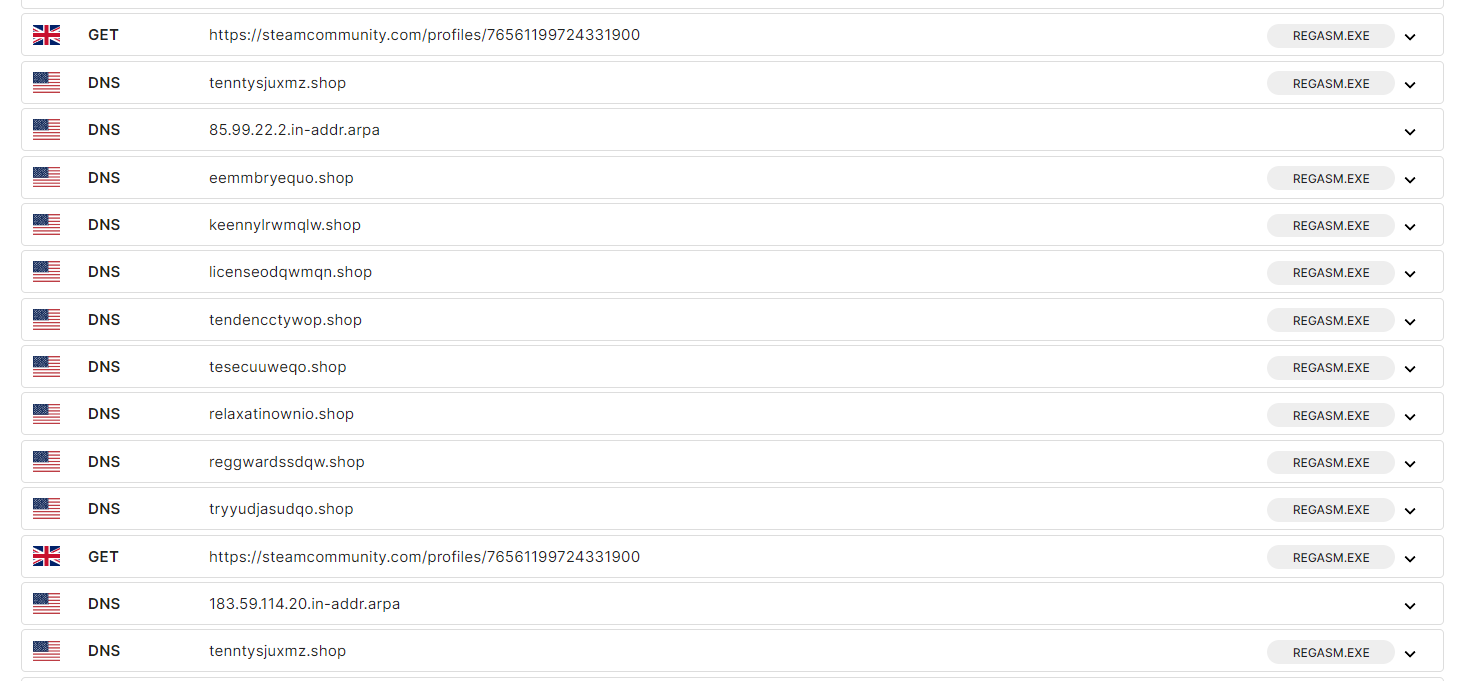 GET https://steamcommunity.com/profiles/76561199724331900 REGASM.EXE
DNS tenntysjuxmz.shop REGASM.EXE
DNS 85.99.22.2.in-addr.arpa
DNS eemmbryequo.shop REGASM.EXE
DNS keennylrwmqlw.shop REGASM.EXE
DNS licenseodqwmqn.shop REGASM.EXE
DNS tendencctywop.shop REGASM.EXE
DNS tesecuuweqo.shop REGASM.EXE
DNS relaxatinownio.shop REGASM.EXE
DNS reggwardssdqw.shop REGASM.EXE
DNS tryyudjasudqo.shop REGASM.EXE
GET https://steamcommunity.com/profiles/76561199724331900 REGASM.EXE
DNS 183.59.114.20.in-addr.arpa
DNS tenntysjuxmz.shop REGASM.EXE